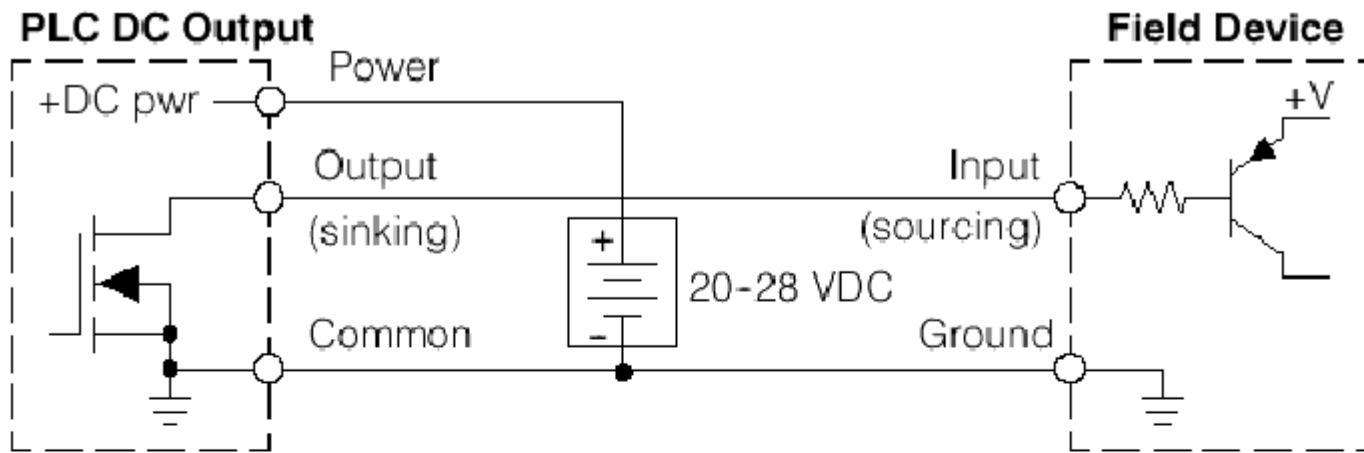 PLC DC Output
Field Device
Power
+DC pwr
+V
Output
Input
(sinking)
(sourcing)
+
20-28 VDC
-
Common
Ground